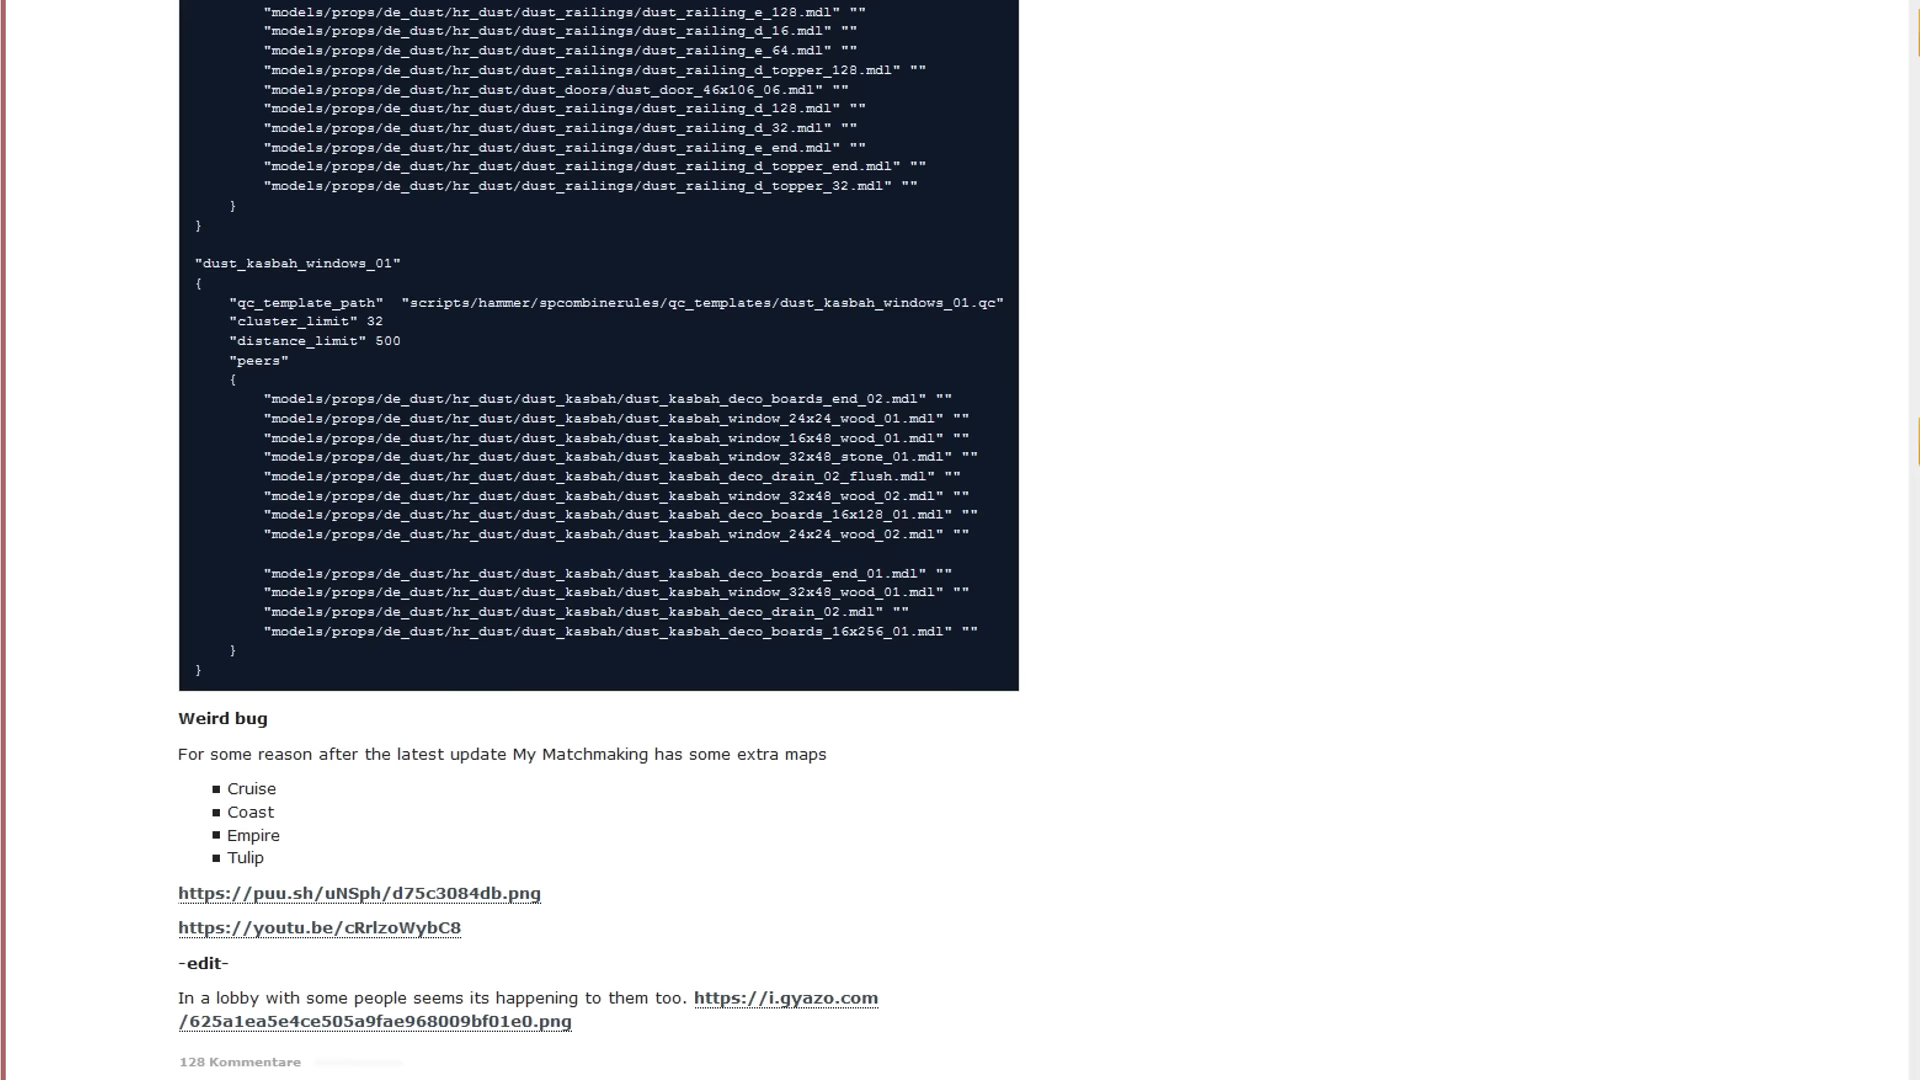 "models/props/de_dust/hr_dust/dust_railings/dust_railing_e_128.mdl" ""
"models/props/de_dust/hr_dust/dust_railings/dust_railing_d_16.mdl" ""
"models/props/de_dust/hr_dust/dust_railings/dust_railing_e_64.mdl" ""
"models/props/de_dust/hr_dust/dust_railings/dust_railing_d_topper_128.mdl" ""
"models/props/de_dust/hr_dust/dust_doors/dust_door_46x106_06.mdl" ""
"models/props/de_dust/hr_dust/dust_railings/dust_railing_d_128.mdl" ""
"models/props/de_dust/hr_dust/dust_railings/dust_railing_d_32.mdl" ""
"models/props/de_dust/hr_dust/dust_railings/dust_railing_e_end.mdl" ""
"models/props/de_dust/hr_dust/dust_railings/dust_railing_d_topper_end.mdl" ""
"models/props/de_dust/hr_dust/dust_railings/dust_railing_d_topper_32.mdl" ""
}
}
"dust_kasbah_windows_01"
{
"qc_template_path" "scripts/hammer/spcombinerules/qc_templates/dust_kasbah_windows_01.qc"
"cluster_limit" 32
"distance_limit" 500
"peers"
{
"models/props/de_dust/hr_dust/dust_kasbah/dust_kasbah_deco_boards_end_02.mdl" ""
"models/props/de_dust/hr_dust/dust_kasbah/dust_kasbah_window_24x24_wood_01.mdl" ""
"models/props/de_dust/hr_dust/dust_kasbah/dust_kasbah_window_16x48_wood_01.mdl" ""
"models/props/de_dust/hr_dust/dust_kasbah/dust_kasbah_window_32x48_stone_01.mdl" ""
"models/props/de_dust/hr_dust/dust_kasbah/dust_kasbah_deco_drain_02_flush.mdl" ""
"models/props/de_dust/hr_dust/dust_kasbah/dust_kasbah_window_32x48_wood_02.mdl" ""
"models/props/de_dust/hr_dust/dust_kasbah/dust_kasbah_deco_boards_16x128_01.mdl" ""
"models/props/de_dust/hr_dust/dust_kasbah/dust_kasbah_window_24x24_wood_02.mdl" ""
"models/props/de_dust/hr_dust/dust_kasbah/dust_kasbah_deco_boards_end_01.mdl" ""
"models/props/de_dust/hr_dust/dust_kasbah/dust_kasbah_window_32x48_wood_01.mdl" ""
"models/props/de_dust/hr_dust/dust_kasbah/dust_kasbah_deco_drain_02.mdl" ""
"models/props/de_dust/hr_dust/dust_kasbah/dust_kasbah_deco_boards_16x256_01.mdl" ""
}
}
Weird bug
For some reason after the latest update My Matchmaking has some extra maps
▪ Cruise
▪ Coast
▪ Empire
▪ Tulip
https://puu.sh/uNSph/d75c3084db.png
https://youtu.be/cRrlzoWybC8
-edit-
In a lobby with some people seems its happening to them too. https://i.gyazo.com
/625a1ea5e4ce505a9fae968009bf01e0.png
128 Kommentare